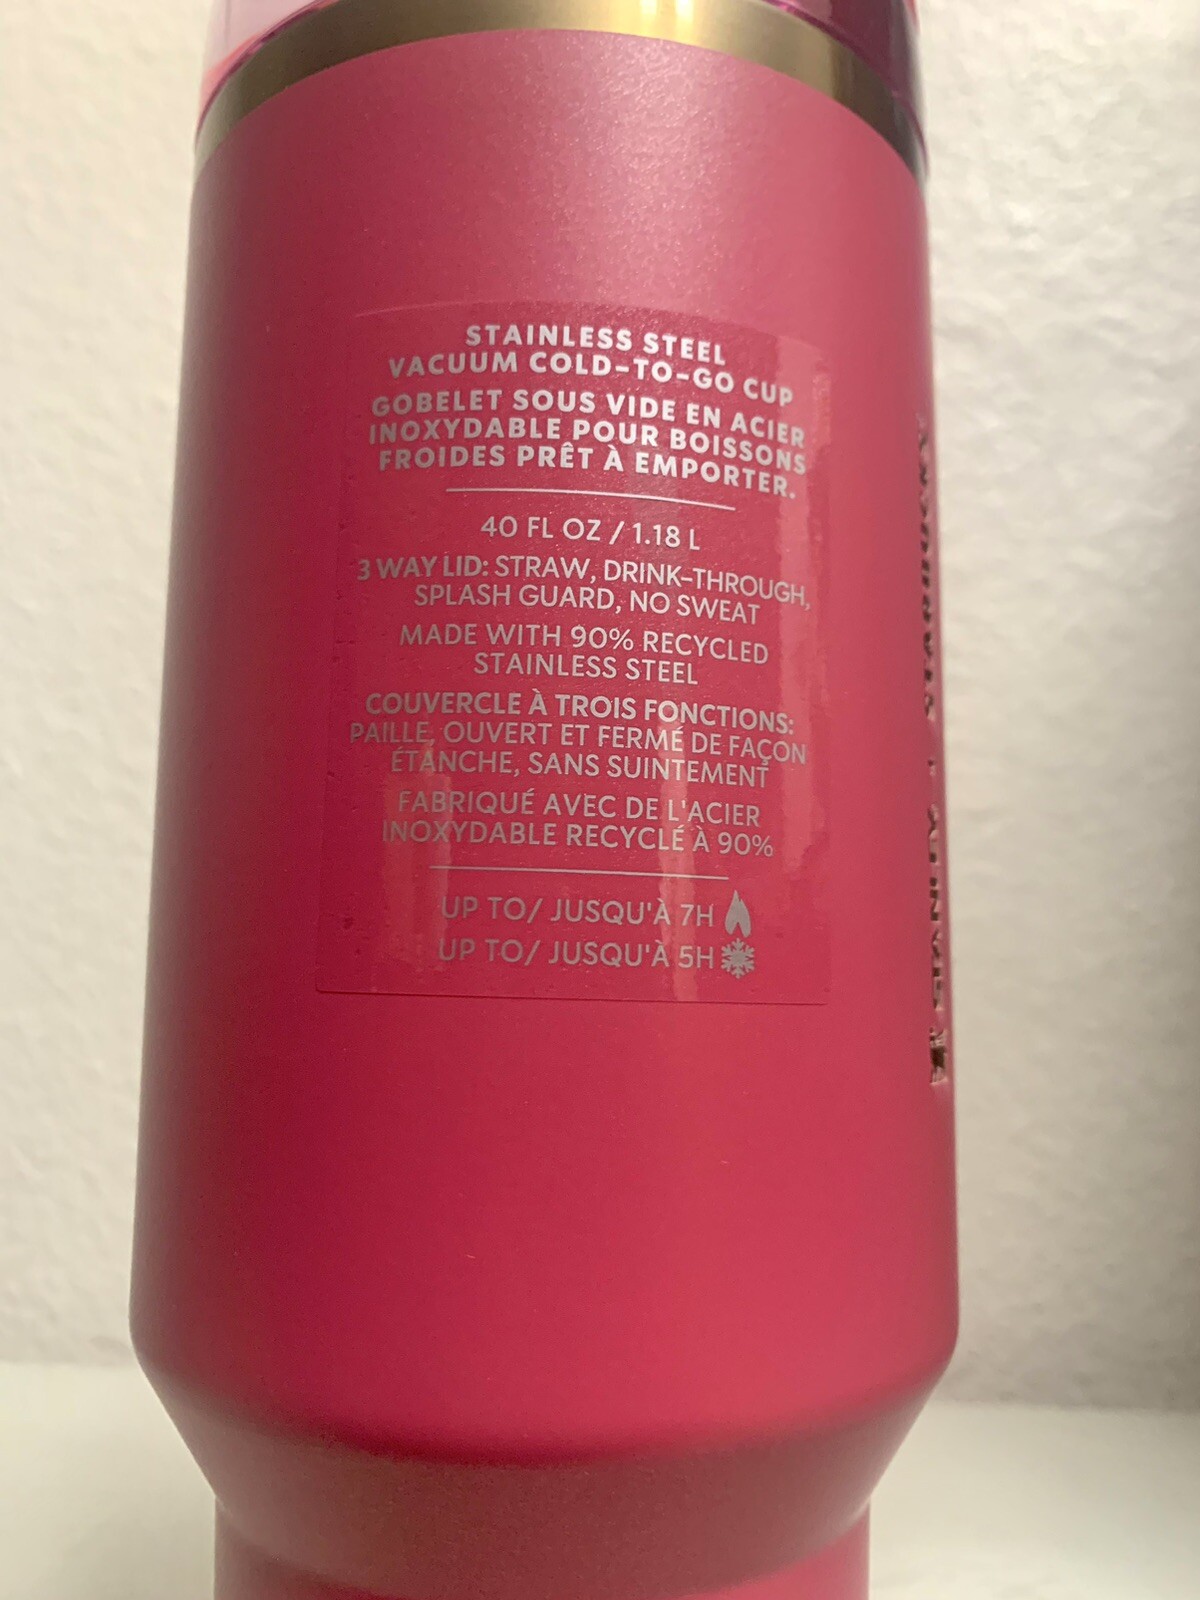 STAINLESS STEEL
VACUUM COLD-TO-GO CUP
GOBELET SOUS VIDE EN ACIER
INOXYDABLE POUR BOISSONS
FROIDES PRÊT À EMPORTER.
40 FL OZ / 1.18 L
3 WAY LID: STRAW, DRINK-THROUGH,
SPLASH GUARD, NO SWEAT
MADE WITH 90% RECYCLED
STAINLESS STEEL
COUVERCLE À TROIS FONCTIONS:
PAILLE, OUVERT ET FERMÉ DE FAÇON
ÉTANCHE, SANS SUINTEMENT
FABRIQUÉ AVEC DE L'ACIER
INOXYDABLE RECYCLÉ À 90%
UP TO/ JUSQU'À 7H
UP TO/ JUSQU'À 5H
STANLEY | STARBUCKS